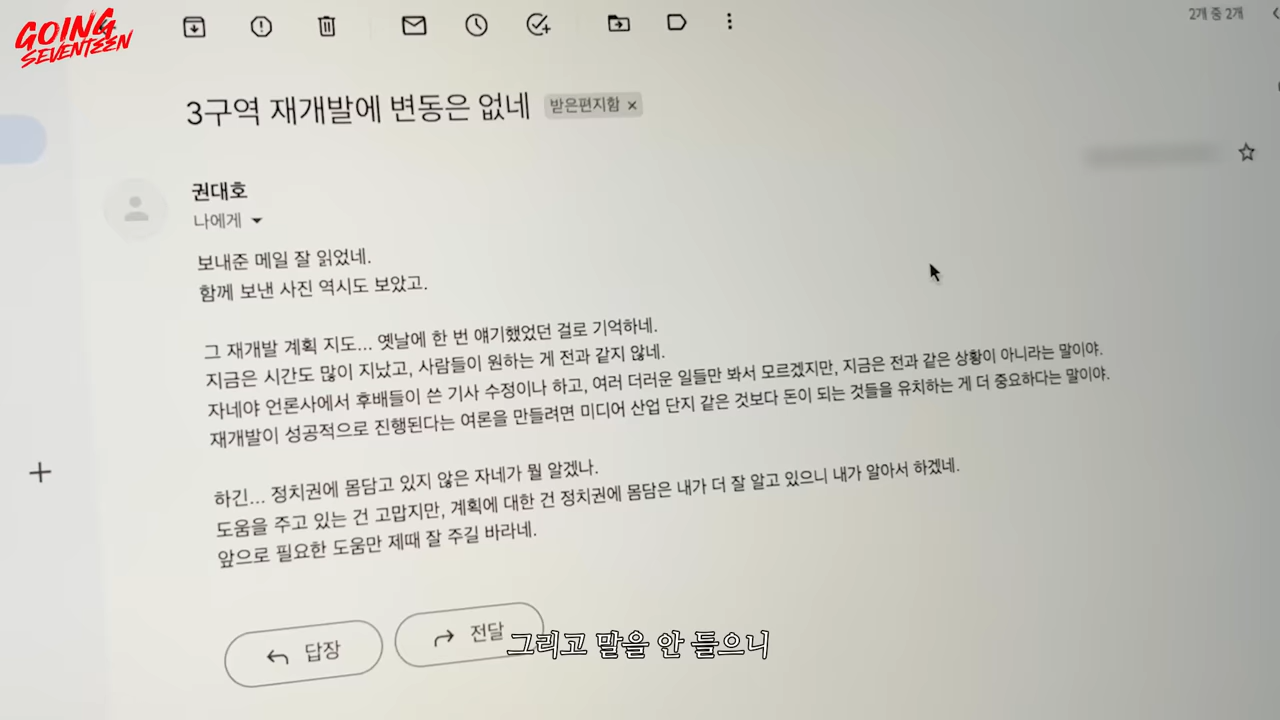 GOING
SEVENTEEN
2개 중 2개
3구역 재개발에 변동은 없네 받은편지함 ×
권대호
나에게
보내준 메일 잘 읽었네.
함께 보낸 사진 역시도 보았고.
그 재개발 계획 지도... 옛날에 한 번 얘기했었던 걸로 기억하네.
지금은 시간도 많이 지났고, 사람들이 원하는 게 전과 같지 않네.
자네야 언론사에서 후배들이 쓴 기사 수정이나 하고, 여러 더러운 일들만 봐서 모르겠지만, 지금은 전과 같은 상황이 아니라는 말이야.
재개발이 성공적으로 진행된다는 여론을 만들려면 미디어 산업 단지 같은 것보다 돈이 되는 것들을 유치하는 게 더 중요하다는 말이야.
하긴... 정치권에 몸담고 있지 않은 자네가 뭘 알겠나.
도움을 주고 있는 건 고맙지만, 계획에 대한 건 정치권에 몸담은 내가 더 잘 알고 있으니 내가 알아서 하겠네.
앞으로 필요한 도움만 제때 잘 주길 바라네.
답장
전달
그리고 말을 안 들으니